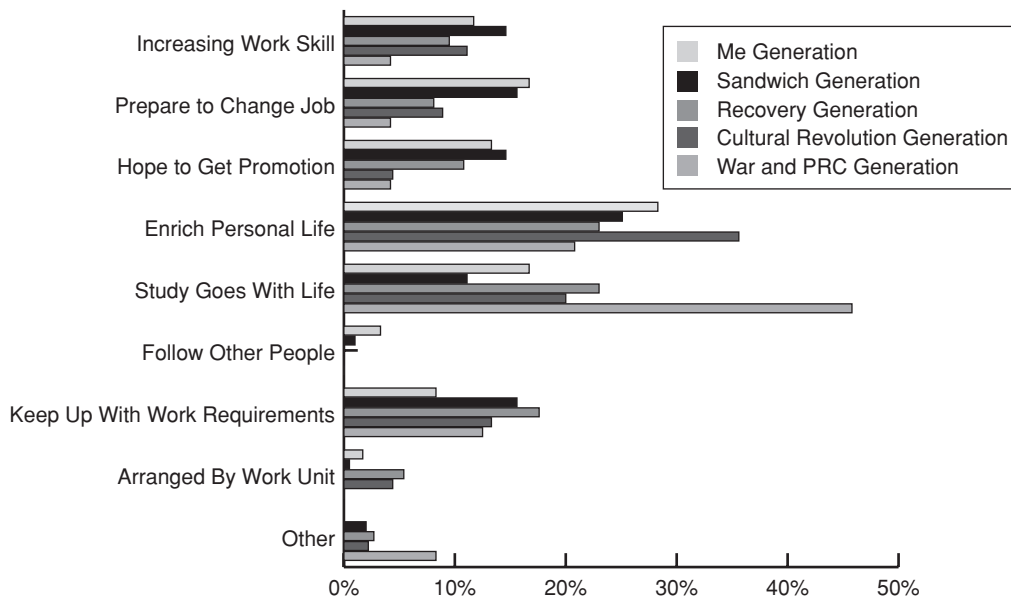 Increasing Work Skill
Prepare to Change Job
Hope to Get Promotion
Enrich Personal Life
Study Goes With Life
Follow Other People
Keep Up With Work Requirements
Arranged By Work Unit
Other
0% 10% 20% 30% 40% 50%
Me Generation
Sandwich Generation
Recovery Generation
Cultural Revolution Generation
War and PRC Generation